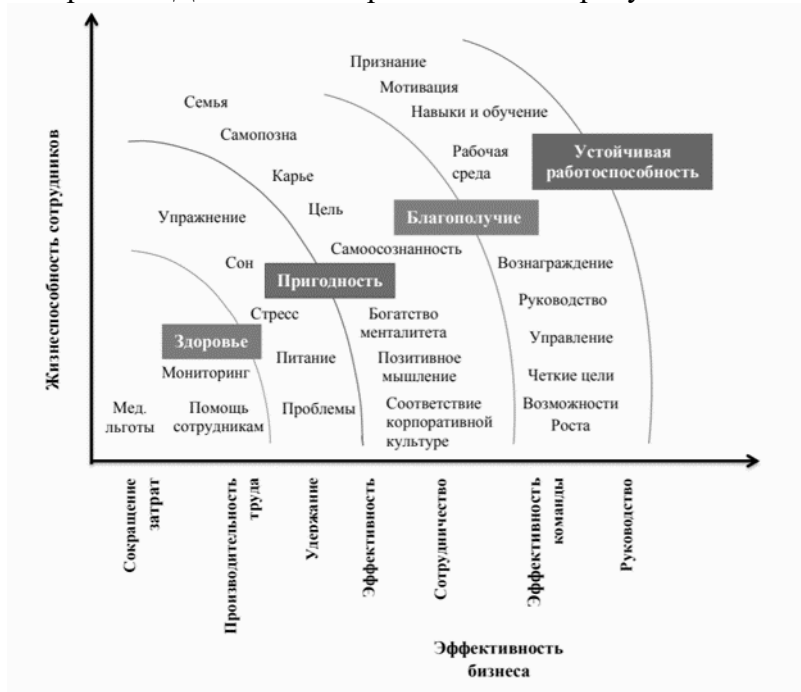 Признание
Мотивация
Навыки и обучение
Семья
Самопозна
Рабочая
среда
Устойчивая
работоспособность
Карье
Цель
Благополучие
Упражнение
Самоосознанность
Сон
Вознаграждение
Пригодность
Руководство
Стресс
Богатство
менталитета
Управление
Здоровье
Питание
Позитивное
мышление
Мониторинг
Четкие цели
Мед.
льготы
Помощь
сотрудникам
Проблемы
Соответствие
корпоративной
культуре
Возможности
Роста
Жизнеспособность сотрудников
Сокращение
затрат
Производительность
труда
Удержание
Эффективность
Сотрудничество
Эффективность
команды
Руководство
Эффективность
бизнеса